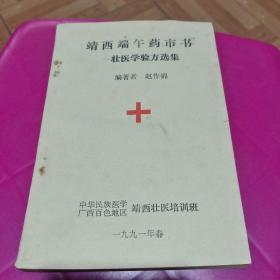 靖西端午药市书
—壮医学验方选集
编著者 赵作锦
中华民族医学
广西百色地区 靖西壮医培训班
一九九一年春